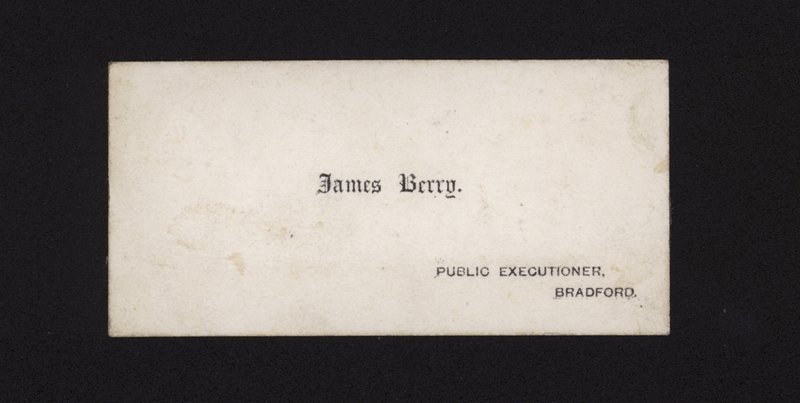 James Berry.
PUBLIC EXECUTIONER,
BRADFORD.